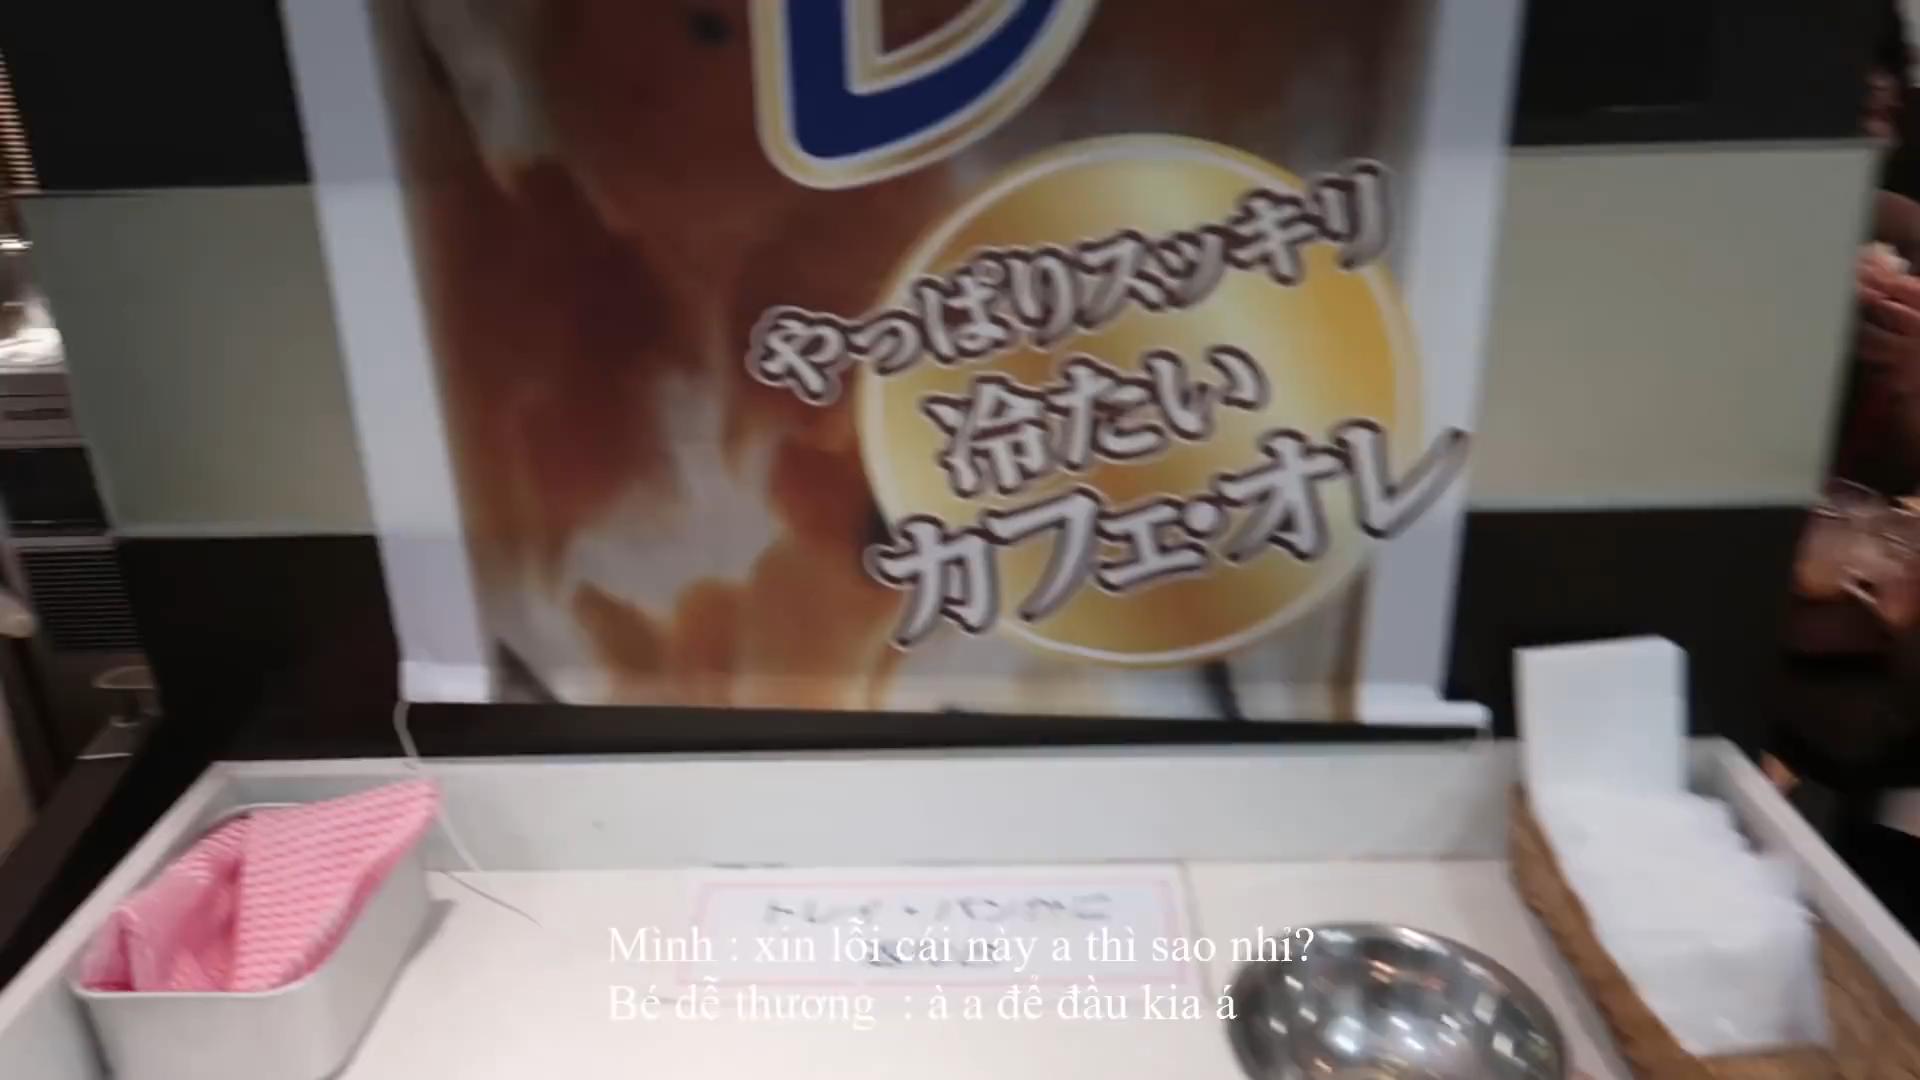 やっぱりスッキリ
冷たい
カフェ・オレ
Mình : xin lỗi cái này a thì sao nhỉ?
Bé dễ thương : à a để đầu kia á